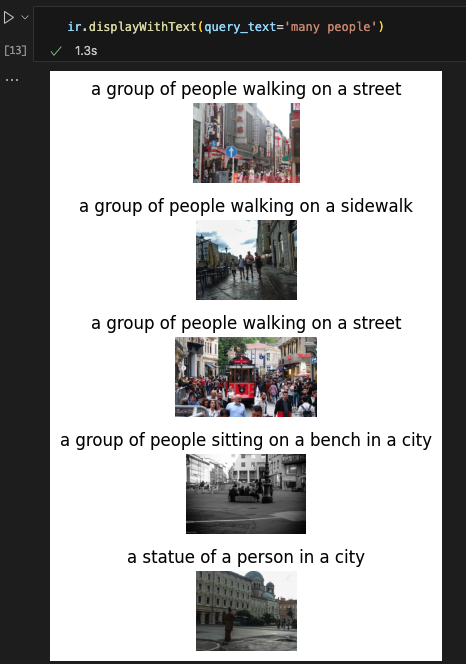 ir.displayWithText(query_text='many people')
[13]
1.3s
...
a group of people walking on a street
a group of people walking on a sidewalk
a group of people walking on a street
a group of people sitting on a bench in a city
a statue of a person in a city